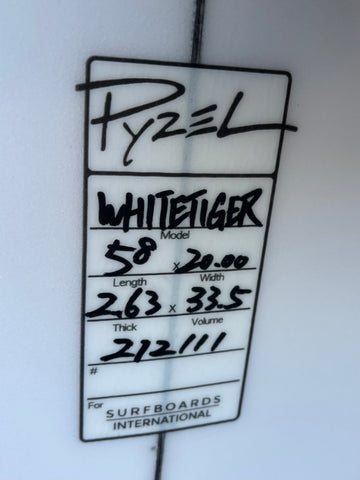 PYZEL
WHITETIGER
Model
5 8 x 20.00
Length Width
2.63 x 33.5
Thick Volume
212111
#
For SURFBOARDS
INTERNATIONAL